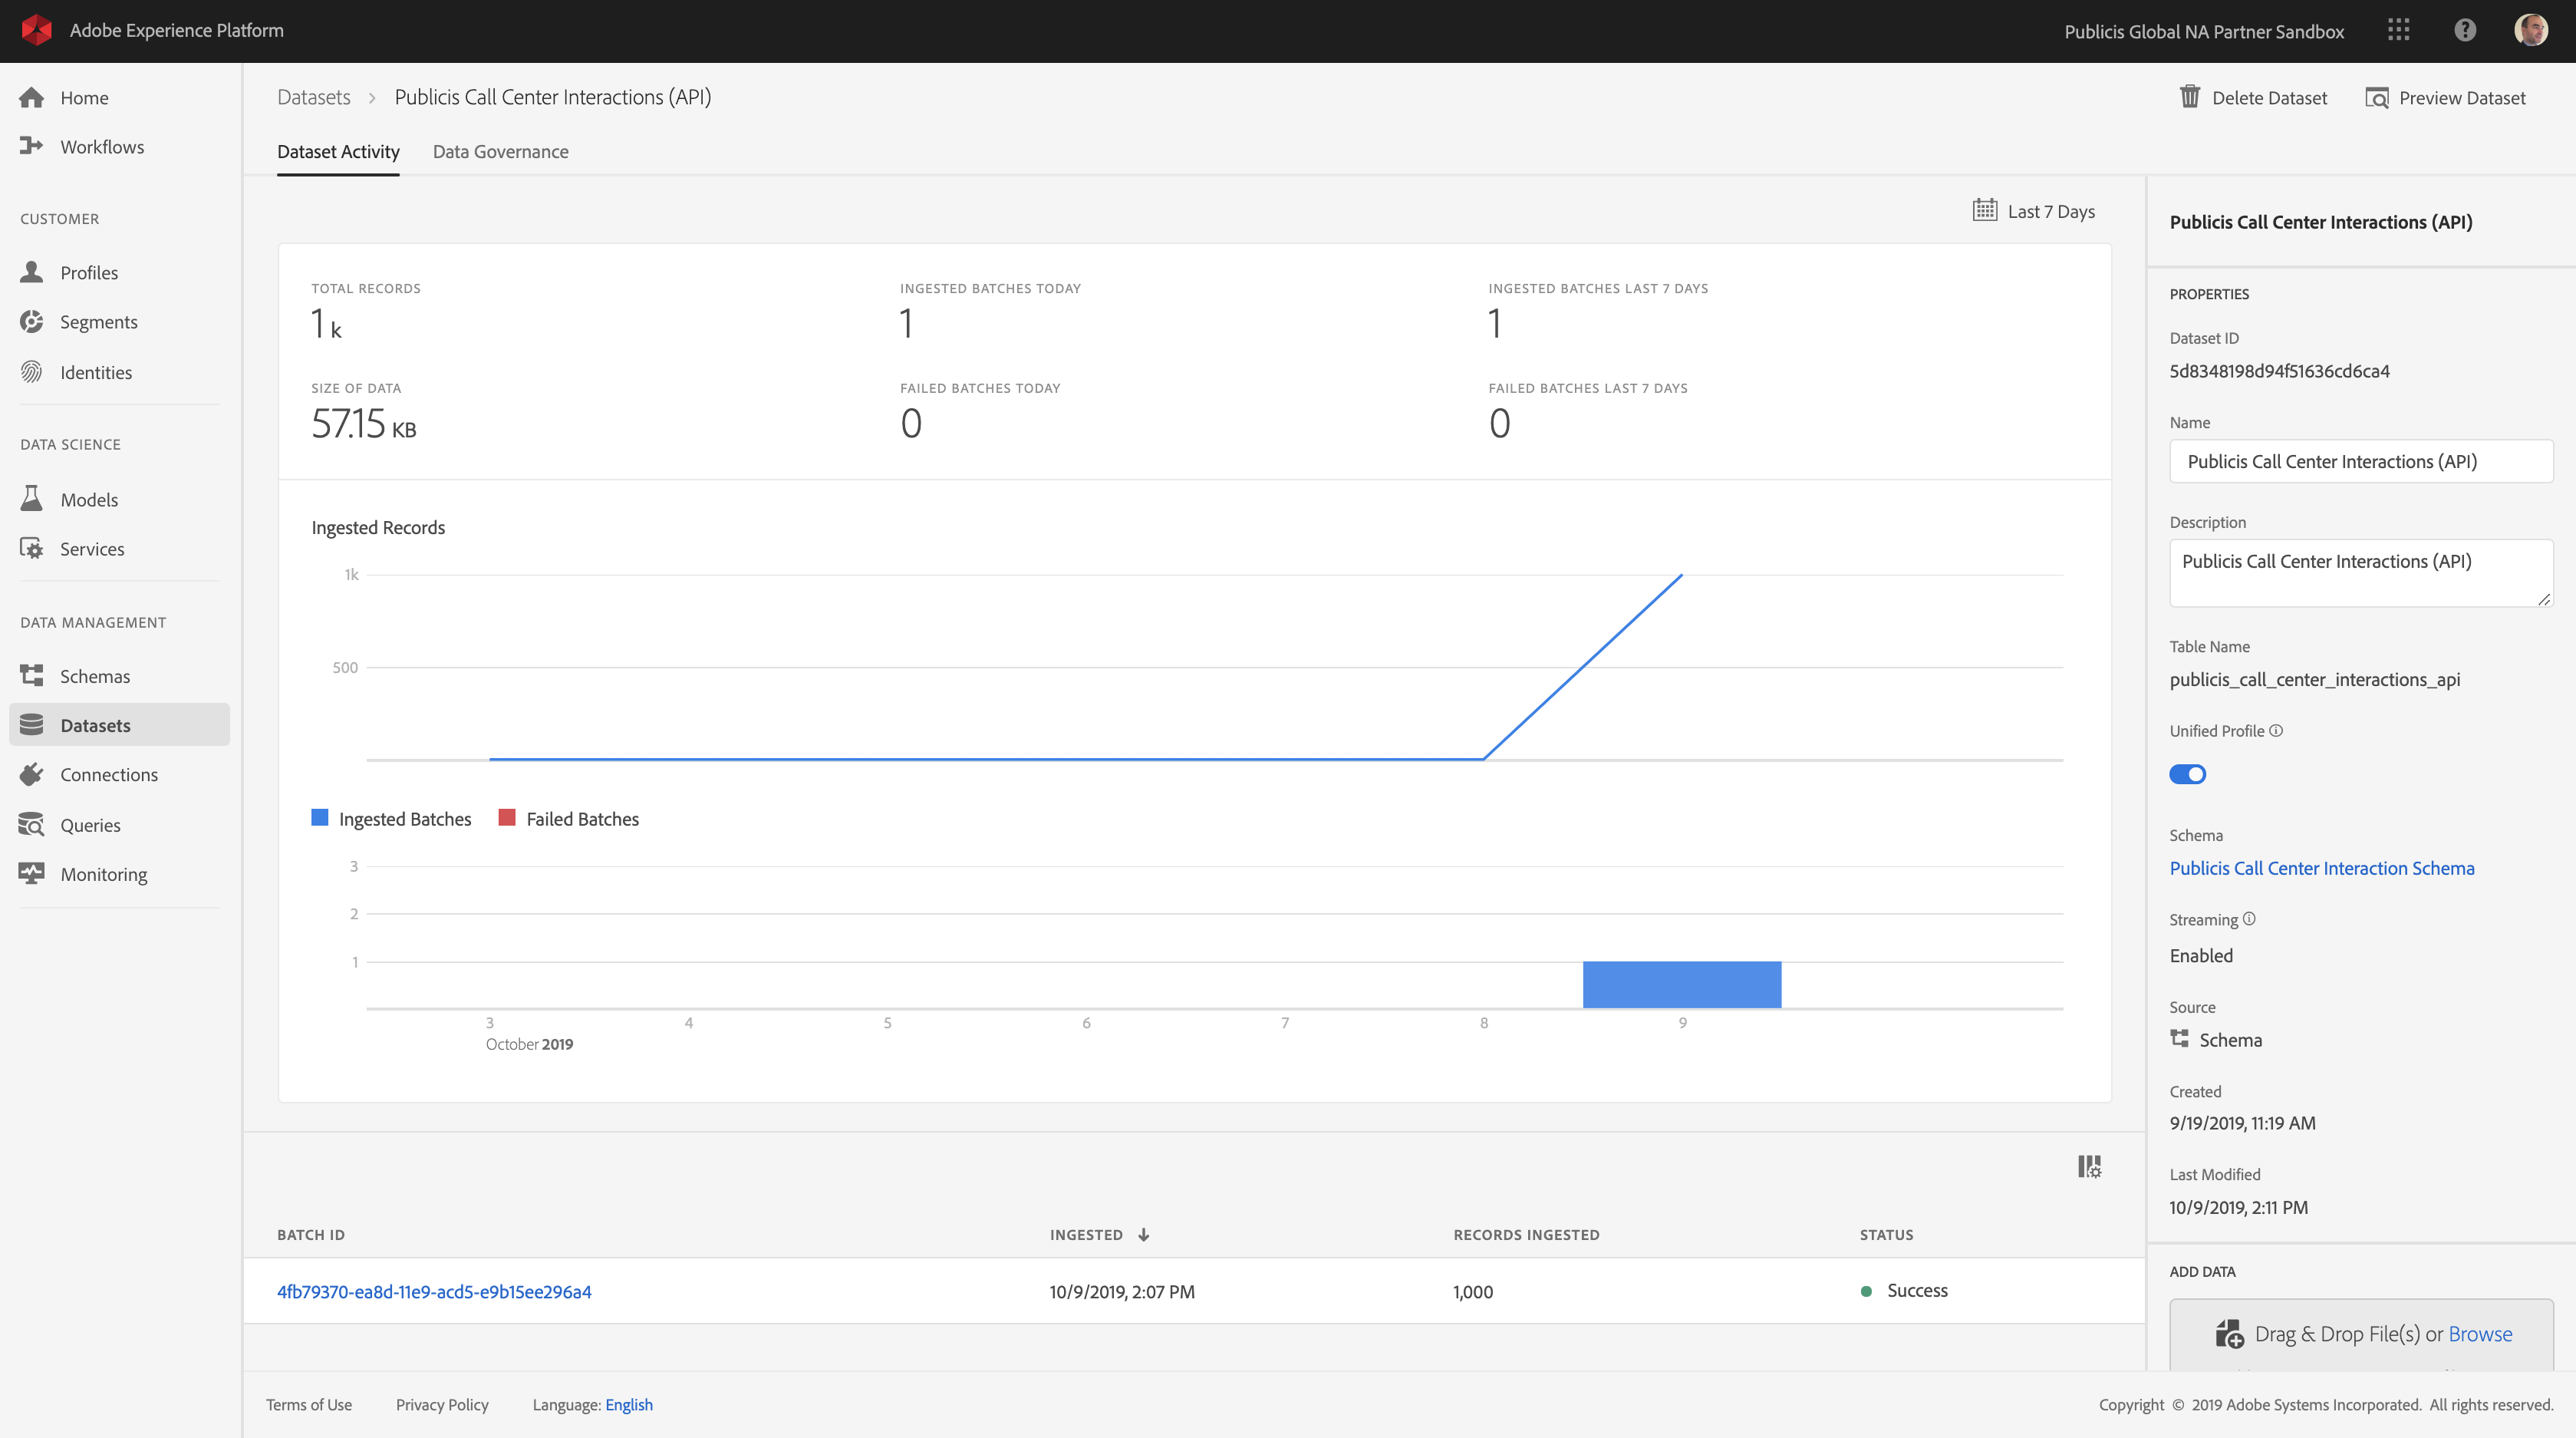 Adobe Experience Platform
Publicis Global NA Partner Sandbox
Home
Workflows
CUSTOMER
Profiles
Segments
Identities
DATA SCIENCE
Models
Services
DATA MANAGEMENT
Schemas
Datasets
Connections
Queries
Monitoring
Datasets > Publicis Call Center Interactions (API)
Delete Dataset
Preview Dataset
Dataset Activity
Data Governance
Last 7 Days
TOTAL RECORDS
1 k
INGESTED BATCHES TODAY
1
INGESTED BATCHES LAST 7 DAYS
1
SIZE OF DATA
57.15 KB
FAILED BATCHES TODAY
0
FAILED BATCHES LAST 7 DAYS
0
Ingested Records
1k
500
Ingested Batches
Failed Batches
3
2
1
3 4 5 6 7 8 9
October 2019
BATCH ID INGESTED RECORDS INGESTED STATUS
4fb79370-ea8d-11e9-acd5-e9b15ee296a4 10/9/2019, 2:07 PM 1,000 Success
Publicis Call Center Interactions (API)
PROPERTIES
Dataset ID
5d8348198d94f51636cd6ca4
Name
Publicis Call Center Interactions (API)
Description
Publicis Call Center Interactions (API)
Table Name
publicis_call_center_interactions_api
Unified Profile
Schema
Publicis Call Center Interaction Schema
Streaming
Enabled
Source
Schema
Created
9/19/2019, 11:19 AM
Last Modified
10/9/2019, 2:11 PM
ADD DATA
Drag & Drop File(s) or Browse
Terms of Use
Privacy Policy
Language: English
Copyright © 2019 Adobe Systems Incorporated. All rights reserved.